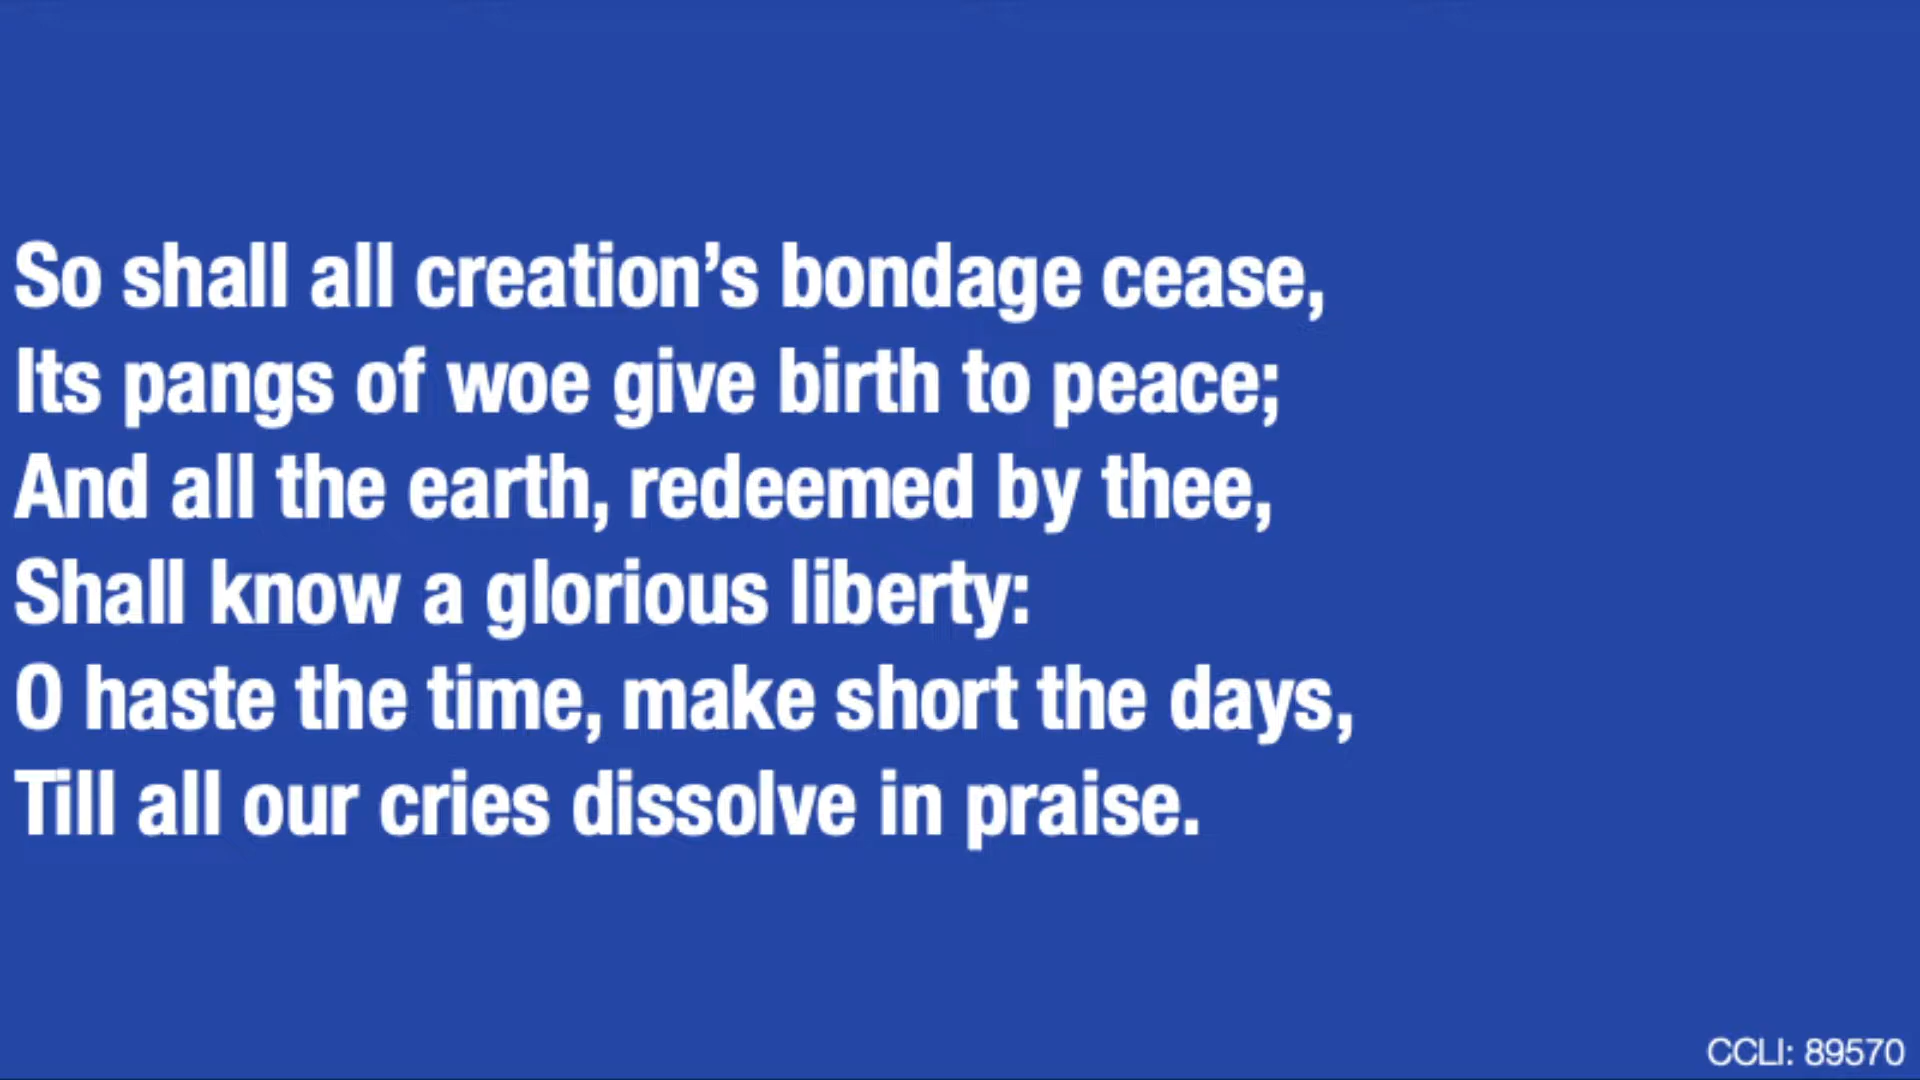 So shall all creation’s bondage cease,
Its pangs of woe give birth to peace;
And all the earth, redeemed by thee,
Shall know a glorious liberty:
O haste the time, make short the days,
Till all our cries dissolve in praise.
CCLI: 89570